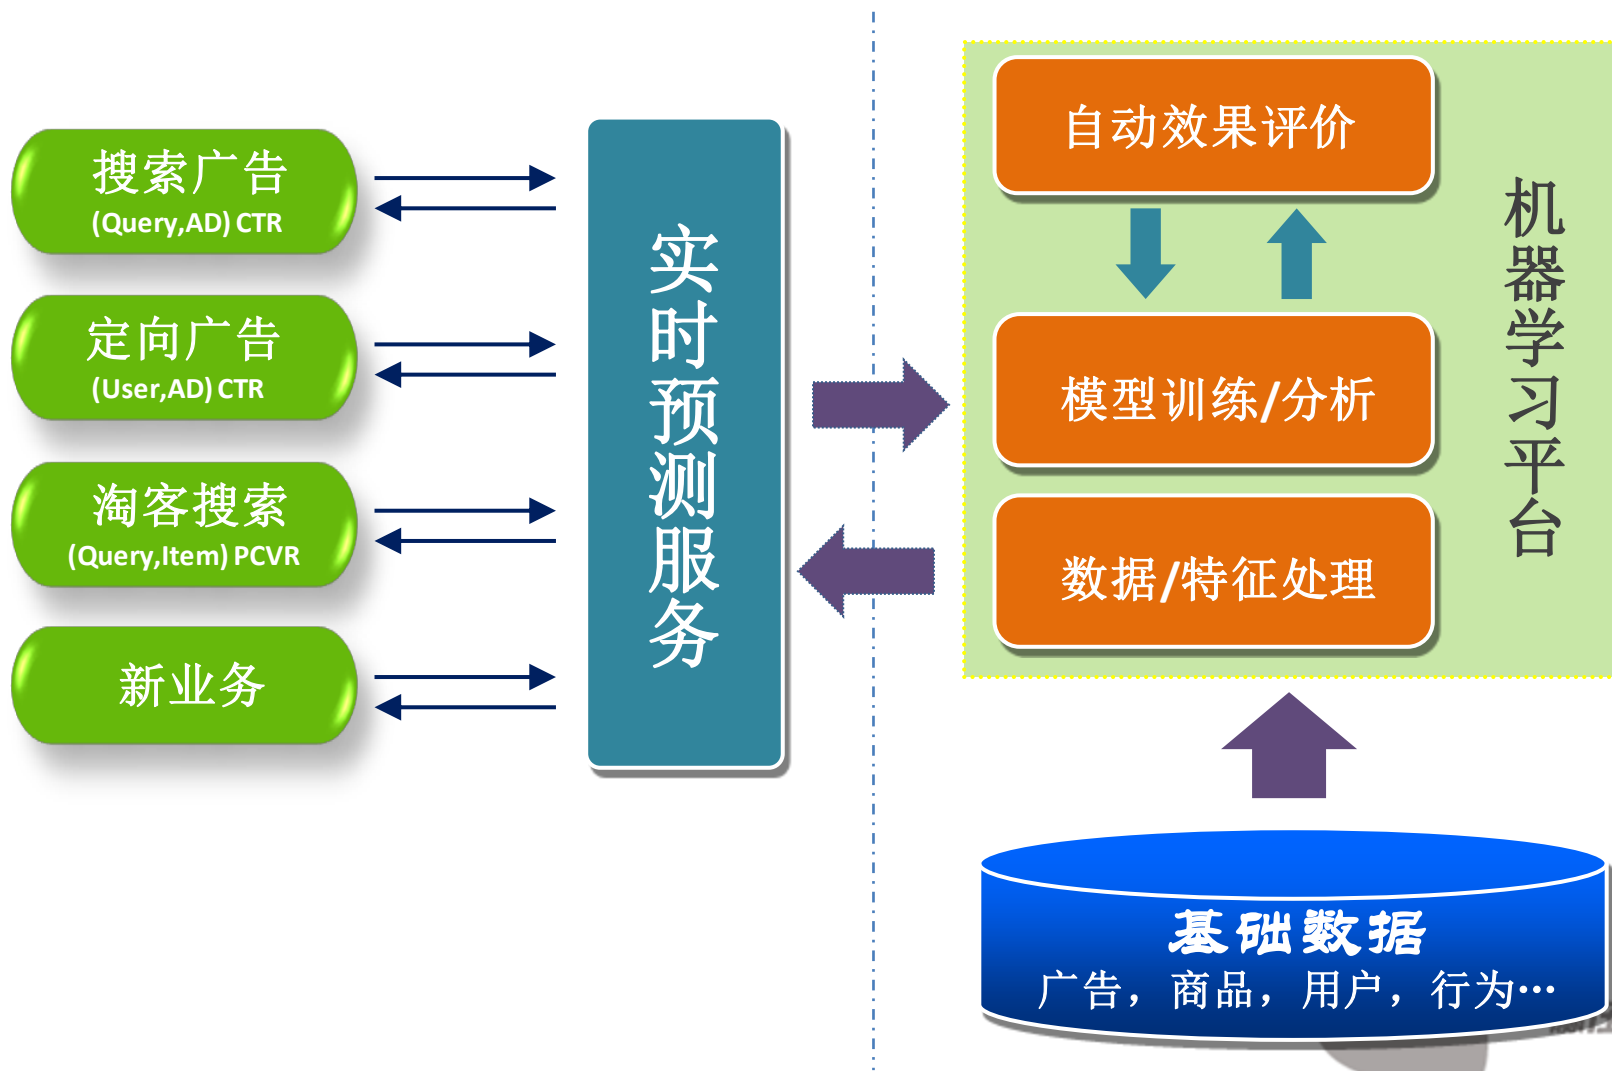 搜索广告
(Query,AD) CTR
定向广告
(User,AD) CTR
淘客搜索
(Query,Item) PCVR
新业务
实时预测服务
自动效果评价
模型训练/分析
数据/特征处理
机器学习平台
基础数据
广告，商品，用户，行为…